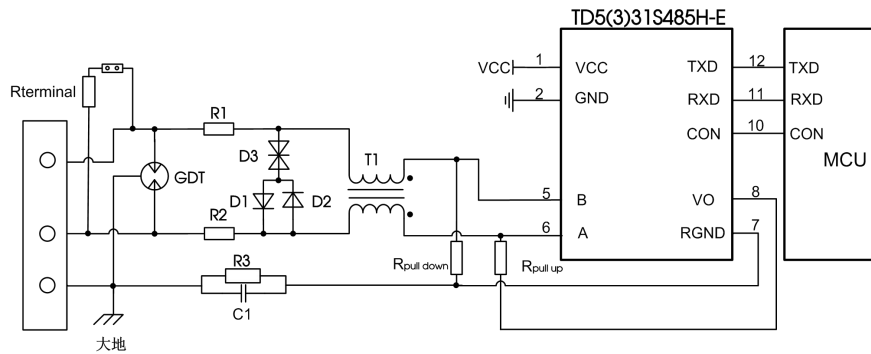 TD5(3)31S485H-E
VCC 1 VCC TXD 12 TXD
2 GND RXD 11 RXD
CON 10 CON
MCU
Rterminal
R1
D3
T1
GDT
D1 D2
5 B VO 8
R2
6 A RGND 7
R3
Rpull down
Rpull up
C1
大地